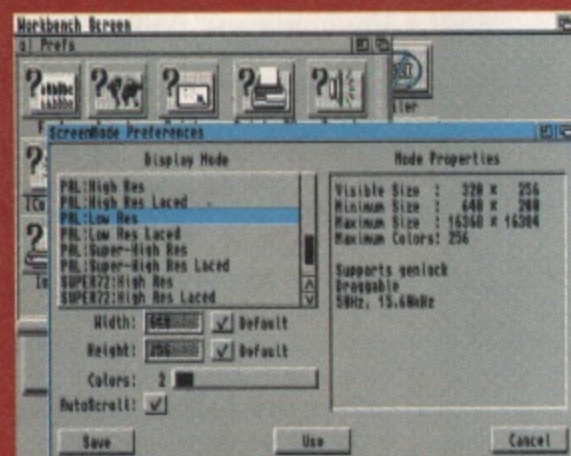 Workbench Screen
Prefs
ScreenMode Preferences
Display Mode
PAL:High Res
PAL:High Res Laced
PAL:Low Res
PAL:Low Res Laced
PAL:Super-High Res
PAL:Super-High Res Laced
SUPER72:High Res
SUPER72:High Res Laced
Width: 640 Default
Height: 256 Default
Colors: 2
AutoScroll:
Mode Properties
Visible Size : 320 x 256
Minimum Size : 640 x 200
Maximum Size : 16368 x 16384
Maximum Colors: 256
Supports genlock
Draggable
50Hz, 15.60kHz
Save
Use
Cancel